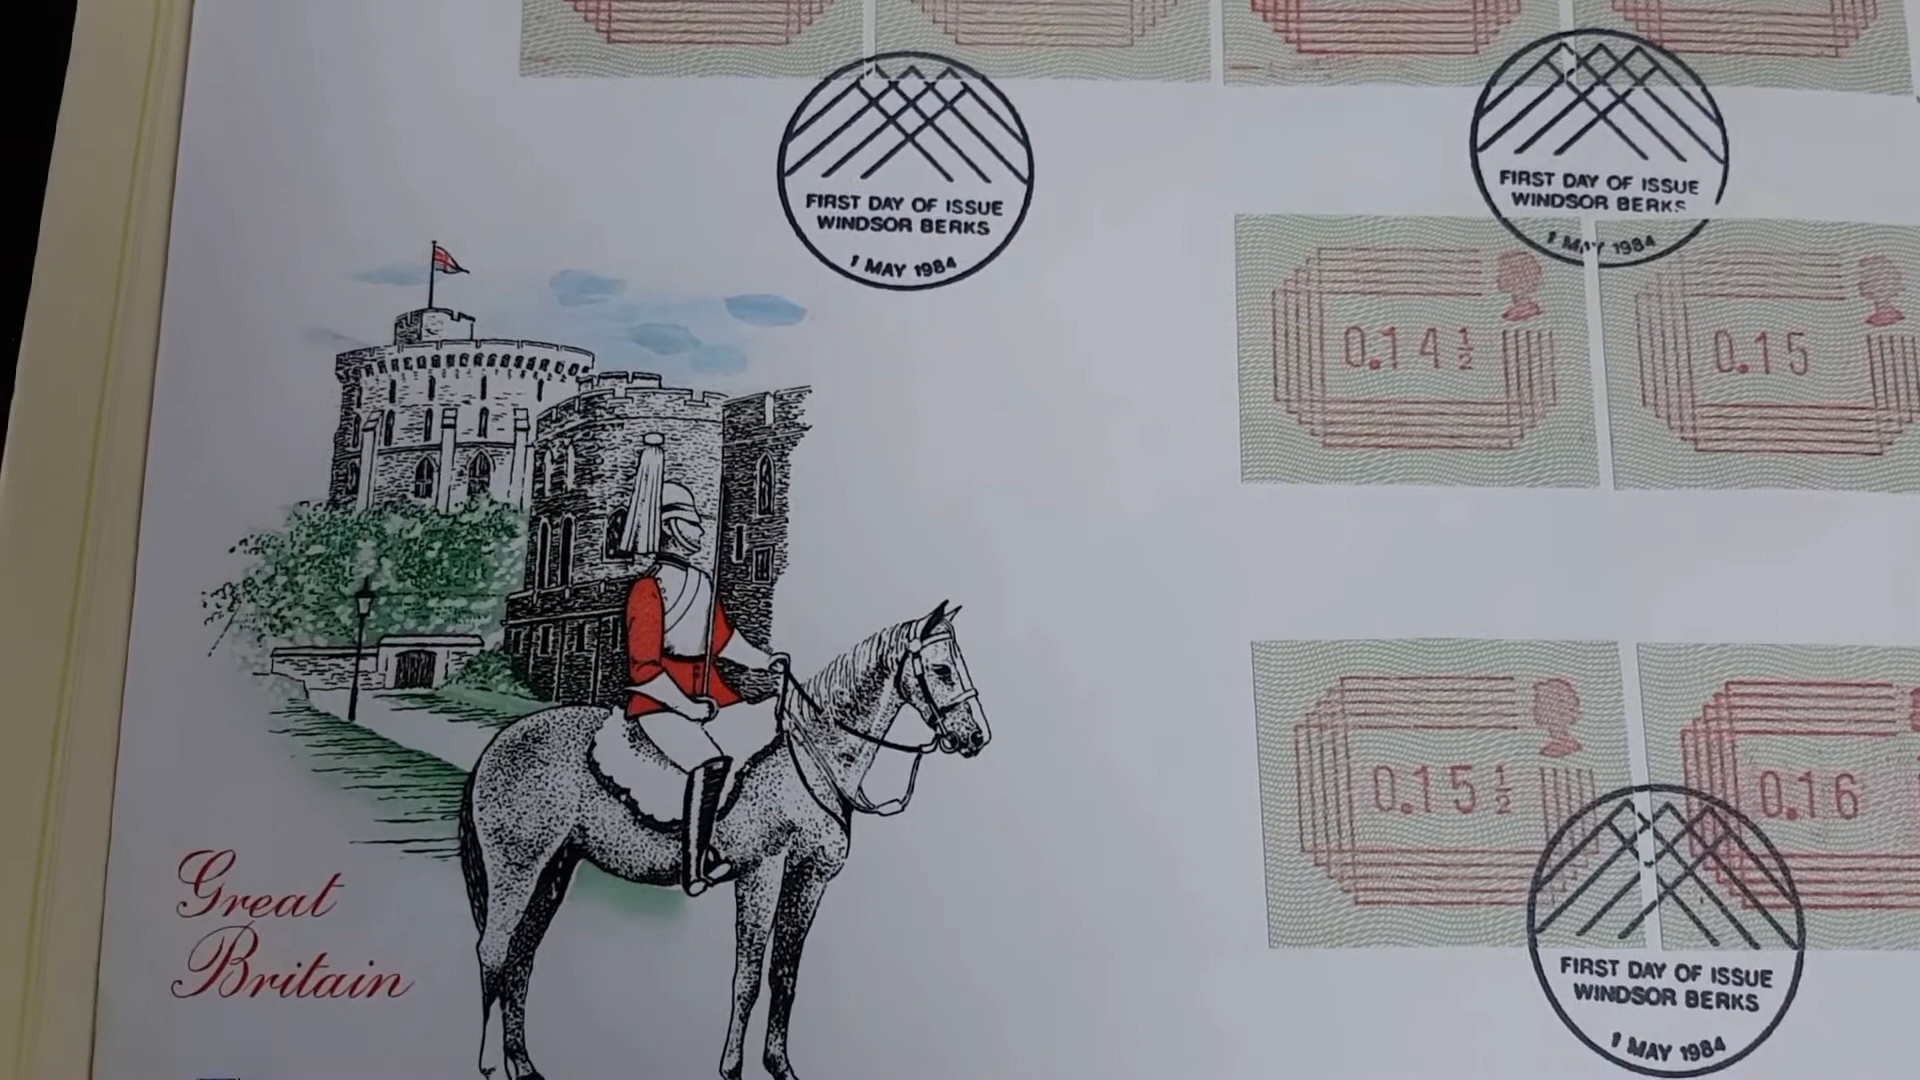 FIRST DAY OF ISSUE
WINDSOR BERKS
1 MAY 1984
FIRST DAY OF ISSUE
WINDSOR BERKS
1 MAY 1984
0.14½
0.15
0.15½
0.16
FIRST DAY OF ISSUE
WINDSOR BERKS
1 MAY 1984
Great
Britain